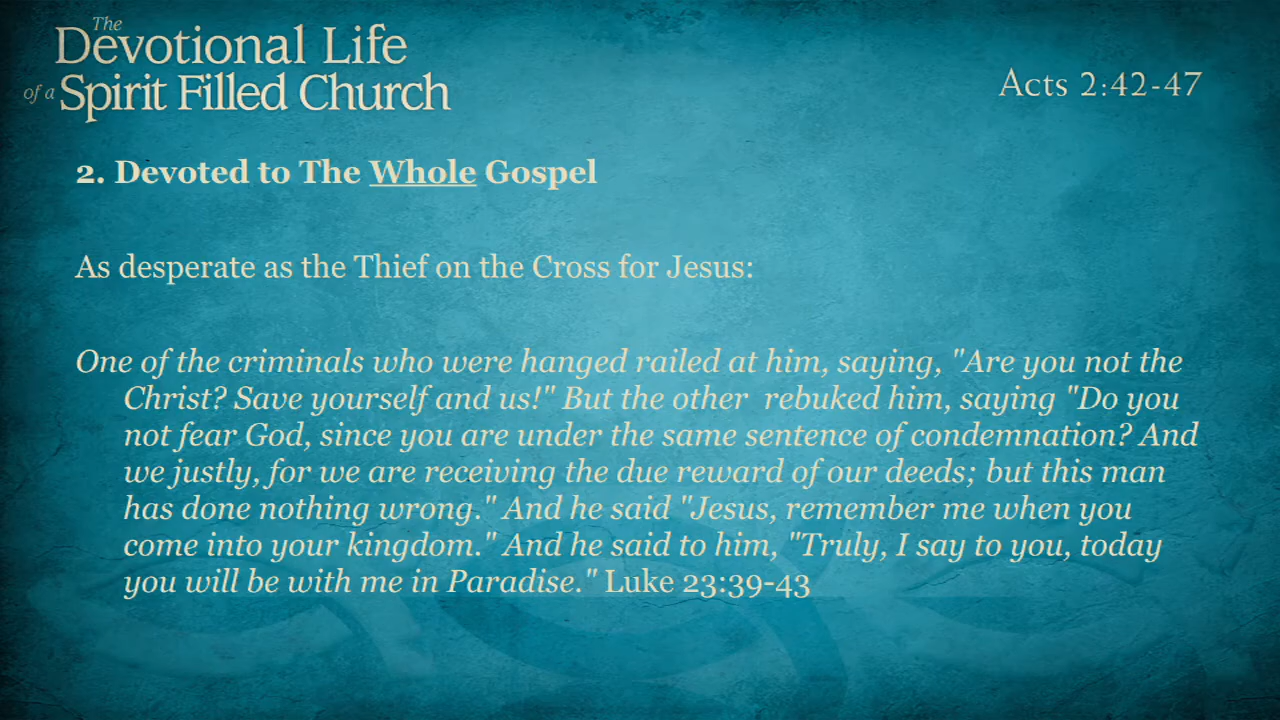 The
Devotional Life
of a Spirit Filled Church
Acts 2:42-47
2. Devoted to The Whole Gospel
As desperate as the Thief on the Cross for Jesus:
One of the criminals who were hanged railed at him, saying, "Are you not the
Christ? Save yourself and us!" But the other  rebuked him, saying "Do you
not fear God, since you are under the same sentence of condemnation? And
we justly, for we are receiving the due reward of our deeds; but this man
has done nothing wrong." And he said "Jesus, remember me when you
come into your kingdom." And he said to him, "Truly, I say to you, today
you will be with me in Paradise." Luke 23:39-43